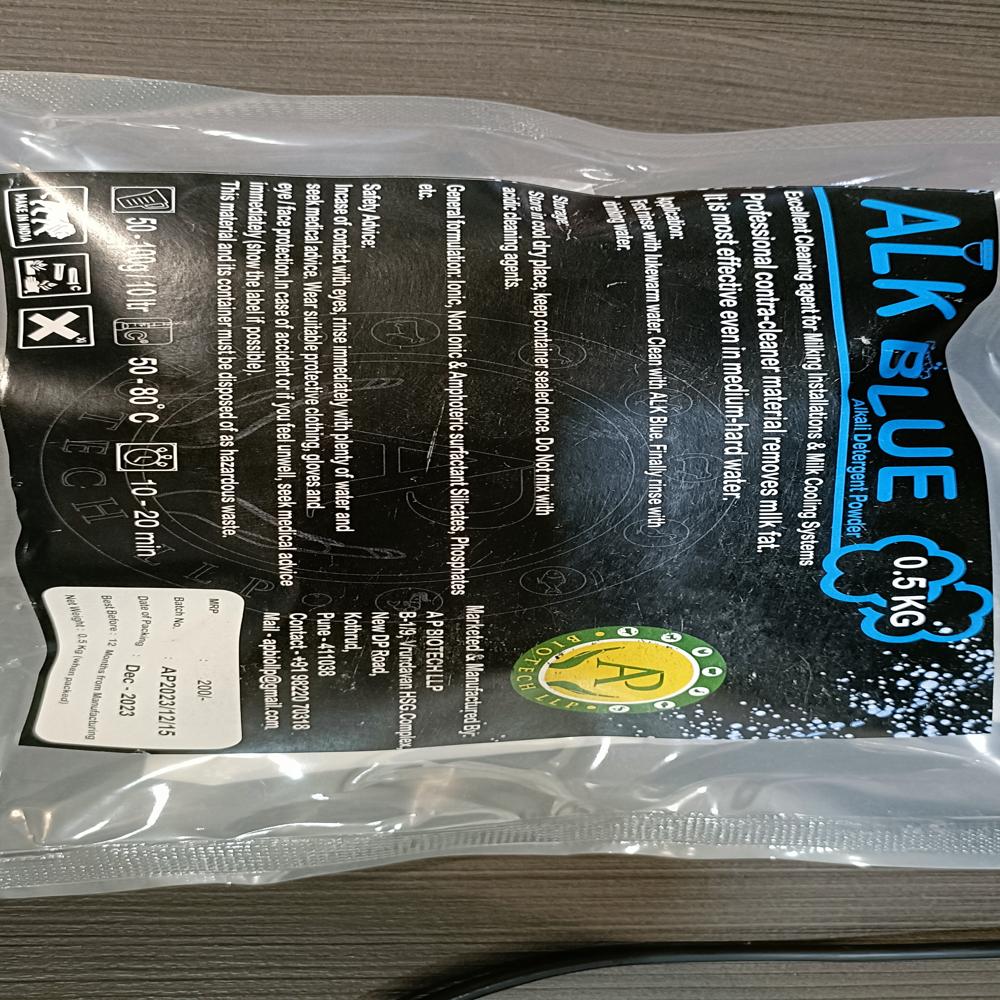 ALK BLUE
Alkali Detergent Powder
0.5 KG
Excellent Cleaning agent for Milking Installations & Milk Cooling Systems
Professional contra-cleaner material removes milk fat.
It is most effective even in medium-hard water.
Application:
First rinse with lukewarm water. Clean with ALK Blue. Finally rinse with
drinking water.
Storage:
Store in cool dry place, keep container sealed once. Do Not mix with
acidic cleaning agents.
General formulation: Ionic, Non Ionic & Amphoteric surfactant Silicates, Phosphates
etc.
Safety Advice:
Incase of contact with eyes, rinse immediately with plenty of water and
seek medical advice. Wear suitable protective clothing, gloves and
eye / face protection. In case of accident or if you feel unwell, seek medical advice
immediately (show the label if possible)
This material and its container must be disposed of as hazardous waste.
50 - 100g / 10 ltr
50 - 80°C
10 - 20 min
MAKE IN INDIA
AP
BIOTECH LLP
Marketed & Manufactured By:-
A P BIOTECH LLP
B-1/9, Vrundavan HSG.Complex,
New DP Road,
Kothrud,
Pune - 411038
Contact:- +91 98220 70318
Mail - apbollp@gmail.com
MRP : 200/-
Batch No. : AP2023/12/15
Date of Packing : Dec - 2023
Best Before : 12 Months from Manufacturing
Net Weight : 0.5 Kg (when packed)
TECH LLP